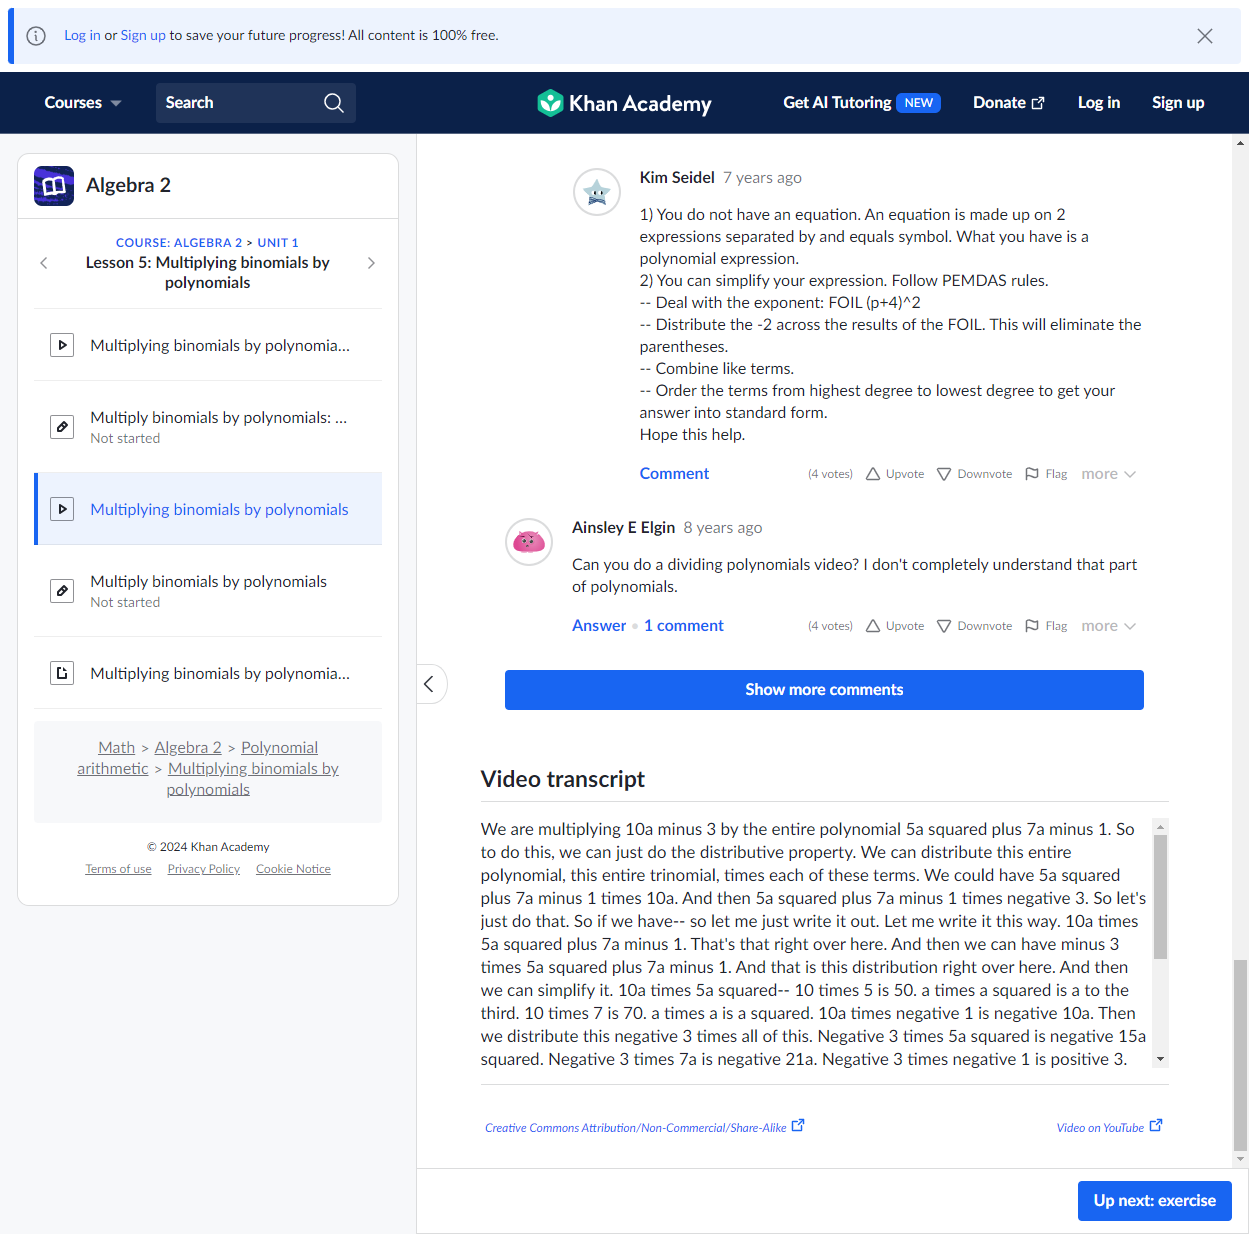 Log in or Sign up to save your future progress! All content is 100% free.
Courses
Search
Khan Academy
Get AI Tutoring NEW
Donate
Log in
Sign up
Algebra 2
COURSE: ALGEBRA 2 > UNIT 1
Lesson 5: Multiplying binomials by
polynomials
Multiplying binomials by polynomia...
Multiply binomials by polynomials: ...
Not started
Multiplying binomials by polynomials
Multiply binomials by polynomials
Not started
Multiplying binomials by polynomia...
Math > Algebra 2 > Polynomial
arithmetic > Multiplying binomials by
polynomials
© 2024 Khan Academy
Terms of use Privacy Policy Cookie Notice
Kim Seidel 7 years ago
1) You do not have an equation. An equation is made up on 2
expressions separated by and equals symbol. What you have is a
polynomial expression.
2) You can simplify your expression. Follow PEMDAS rules.
-- Deal with the exponent: FOIL (p+4)^2
-- Distribute the -2 across the results of the FOIL. This will eliminate the
parentheses.
-- Combine like terms.
-- Order the terms from highest degree to lowest degree to get your
answer into standard form.
Hope this help.
Comment (4 votes) Upvote Downvote Flag more
Ainsley E Elgin 8 years ago
Can you do a dividing polynomials video? I don't completely understand that part
of polynomials.
Answer • 1 comment (4 votes) Upvote Downvote Flag more
Show more comments
Video transcript
We are multiplying 10a minus 3 by the entire polynomial 5a squared plus 7a minus 1. So
to do this, we can just do the distributive property. We can distribute this entire
polynomial, this entire trinomial, times each of these terms. We could have 5a squared
plus 7a minus 1 times 10a. And then 5a squared plus 7a minus 1 times negative 3. So let's
just do that. So if we have-- so let me just write it out. Let me write it this way. 10a times
5a squared plus 7a minus 1. That's that right over here. And then we can have minus 3
times 5a squared plus 7a minus 1. And that is this distribution right over here. And then
we can simplify it. 10a times 5a squared-- 10 times 5 is 50. a times a squared is a to the
third. 10 times 7 is 70. a times a is a squared. 10a times negative 1 is negative 10a. Then
we distribute this negative 3 times all of this. Negative 3 times 5a squared is negative 15a
squared. Negative 3 times 7a is negative 21a. Negative 3 times negative 1 is positive 3.
Creative Commons Attribution/Non-Commercial/Share-Alike
Video on YouTube
Up next: exercise